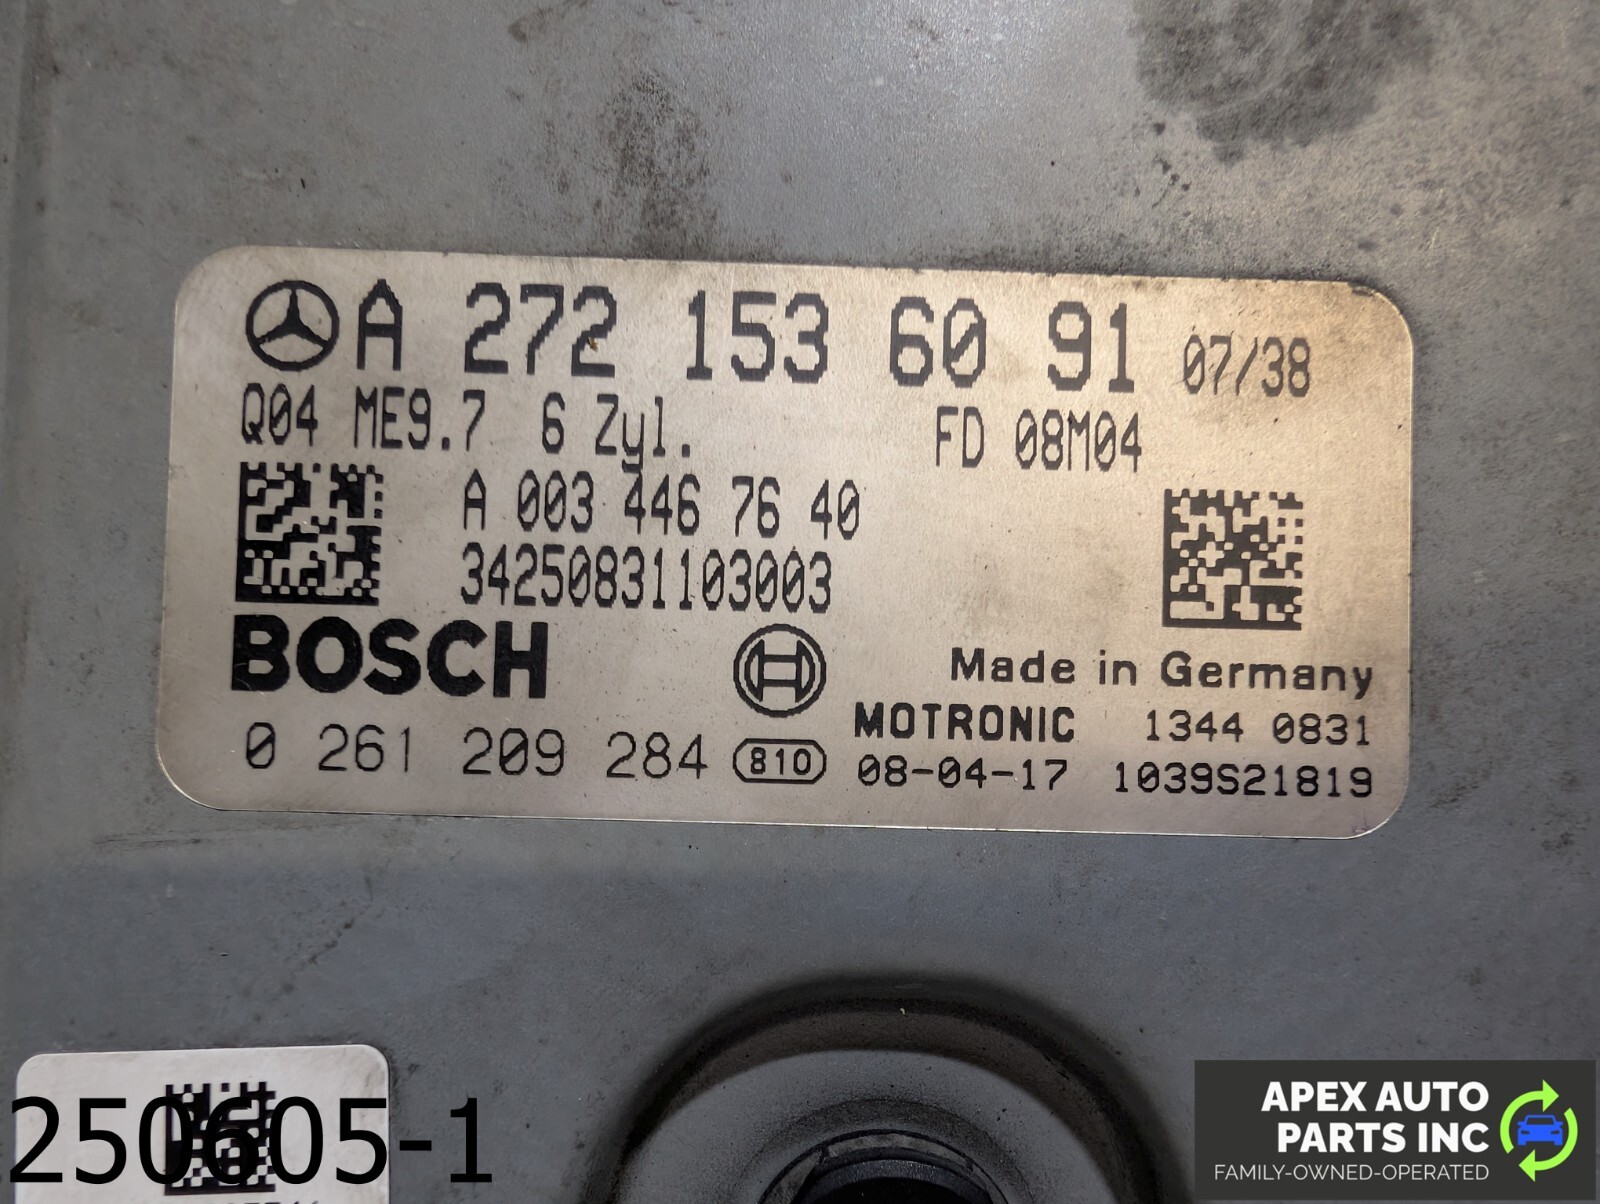 A 272 153 60 91 07/38
Q04 ME9.7 6 Zyl. FD 08M04
A 003 446 76 40
34250831103003
BOSCH
Made in Germany
MOTRONIC 1344 0831
0 261 209 284 810 08-04-17 1039S21819
250605-1
APEX AUTO
PARTS INC
FAMILY-OWNED-OPERATED